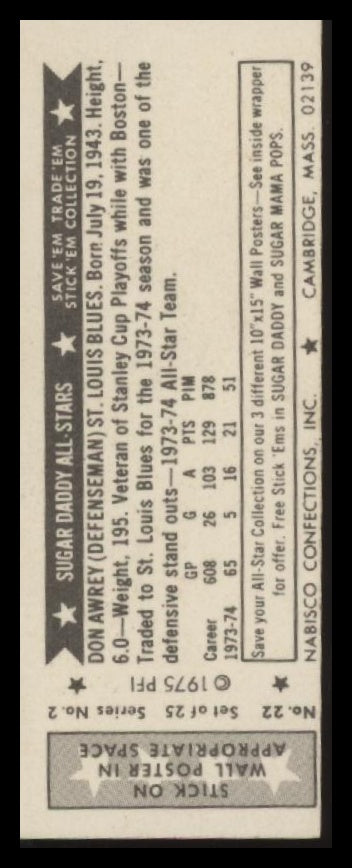 ★ SUGAR DADDY ALL-STARS ★ SAVE 'EM TRADE 'EM
STICK 'EM COLLECTION ★
DON AWREY (DEFENSEMAN) ST. LOUIS BLUES. Born July 19, 1943. Height,
6.0—Weight, 195. Veteran of Stanley Cup Playoffs while with Boston—
Traded to St. Louis Blues for the 1973-74 season and was one of the
defensive stand outs—1973-74 All-Star Team.
GP G A PTS PIM
Career 608 26 103 129 878
1973-74 65 5 16 21 51
Save your All-Star Collection on our 3 different 10"x15" Wall Posters—See inside wrapper
for offer. Free Stick 'Ems in SUGAR DADDY and SUGAR MAMA POPS.
NABISCO CONFECTIONS, INC. ★ CAMBRIDGE, MASS. 02139
★ © 1975 PFI ★
No. 22 Set of 25 Series No. 2
STICK ON
WALL POSTER IN
APPROPRIATE SPACE